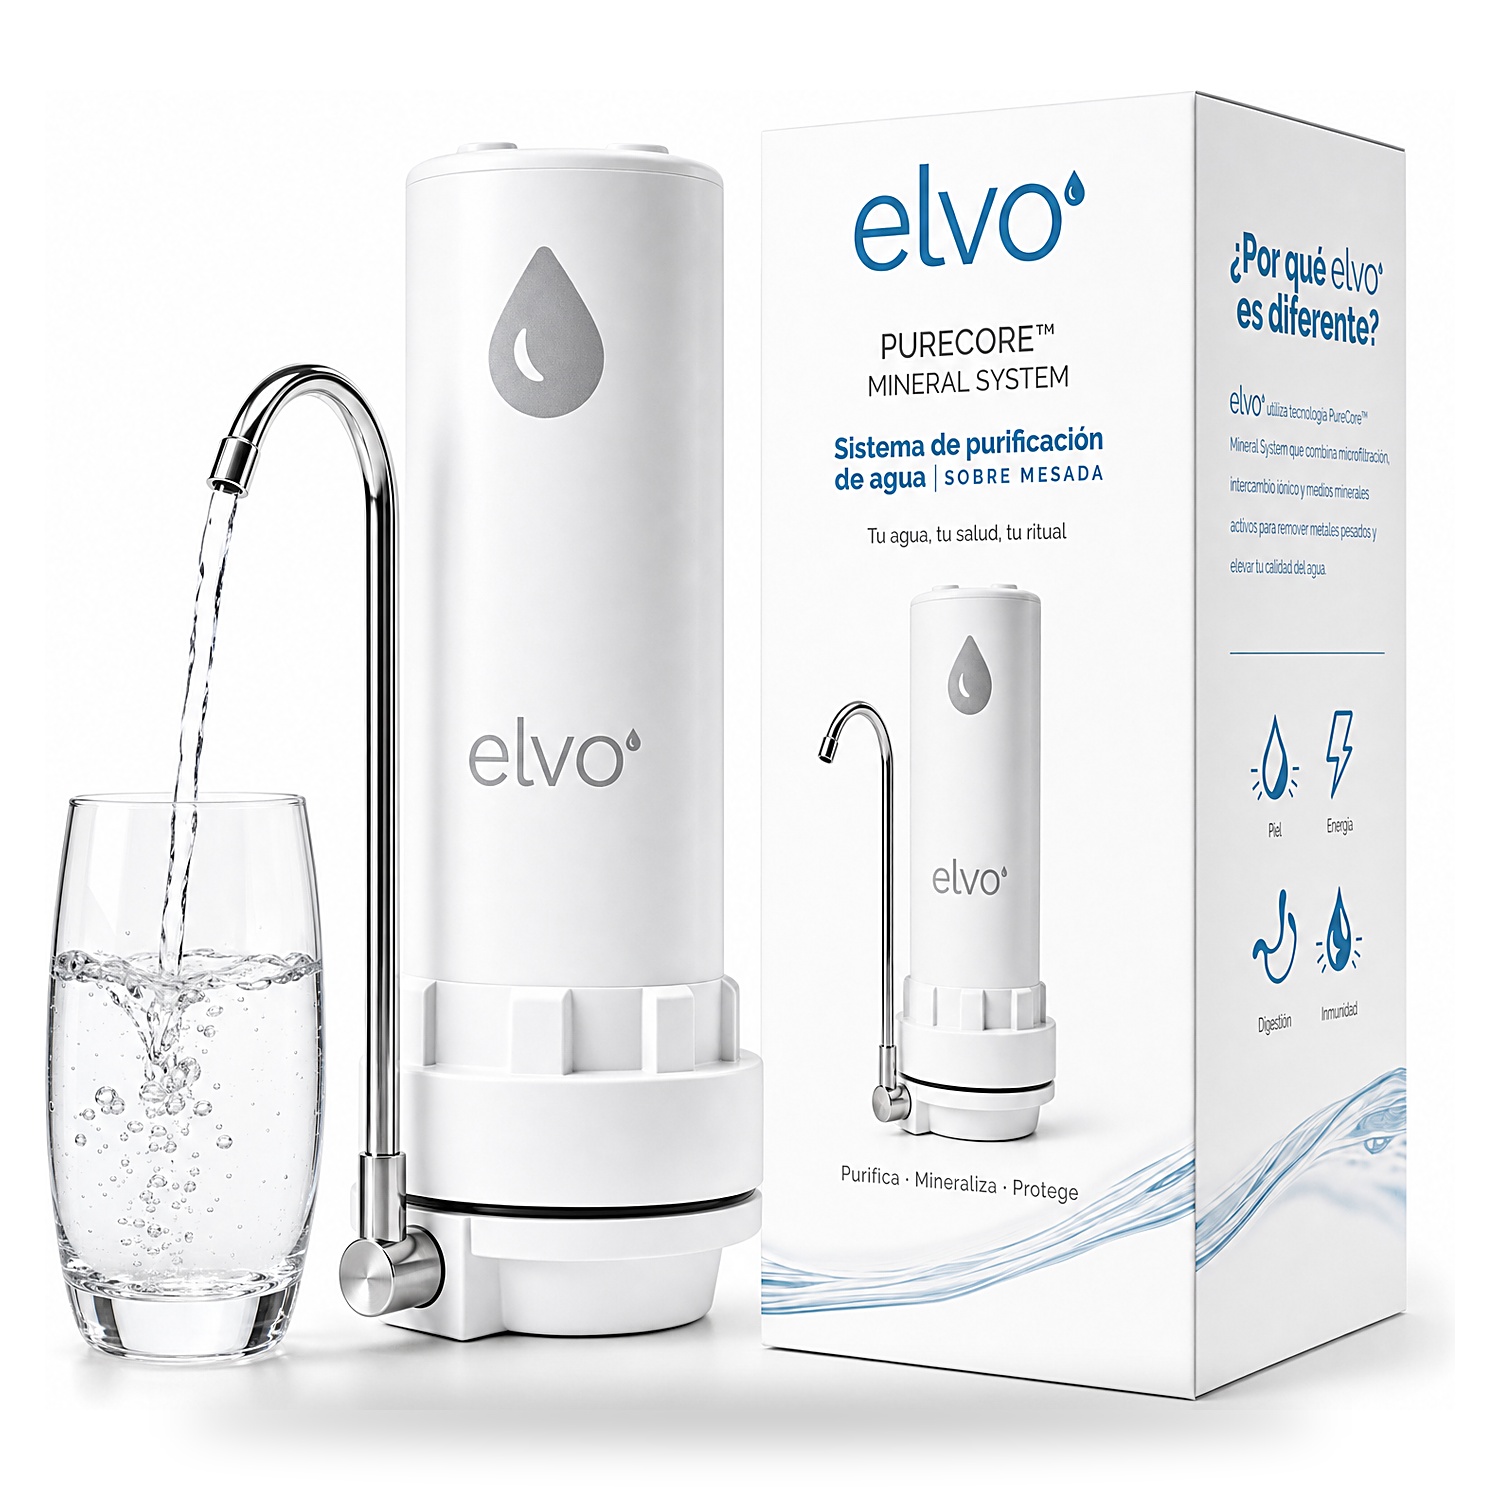 elvo
elvo
PURECORE™
MINERAL SYSTEM
Sistema de purificación
de agua | SOBRE MESADA
Tu agua, tu salud, tu ritual
elvo
Purifica · Mineraliza · Protege
¿Por qué elvo
es diferente?
elvo utiliza tecnología PureCore™
Mineral System que combina microfiltración,
intercambio iónico y medios minerales
activos para remover metales pesados y
elevar tu calidad del agua.
Piel
Energía
Digestión
Inmunidad